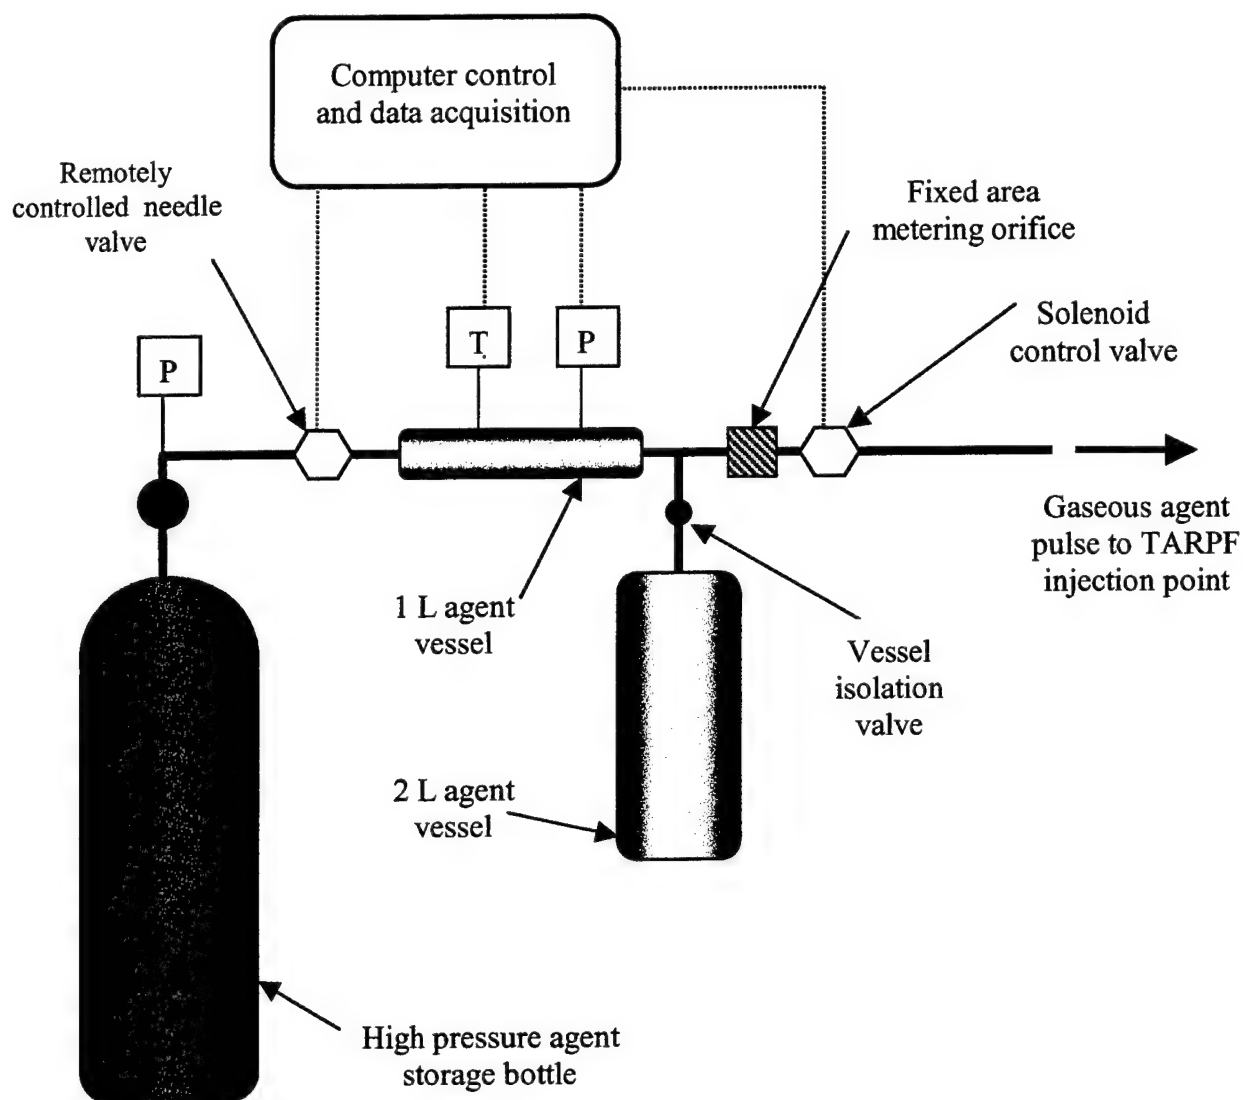 Computer control
and data acquisition
Remotely
controlled needle
valve
Fixed area
metering orifice
Solenoid
control valve
P
T
P
Gaseous agent
pulse to TARPF
injection point
1 L agent
vessel
Vessel
isolation
valve
2 L agent
vessel
High pressure agent
storage bottle